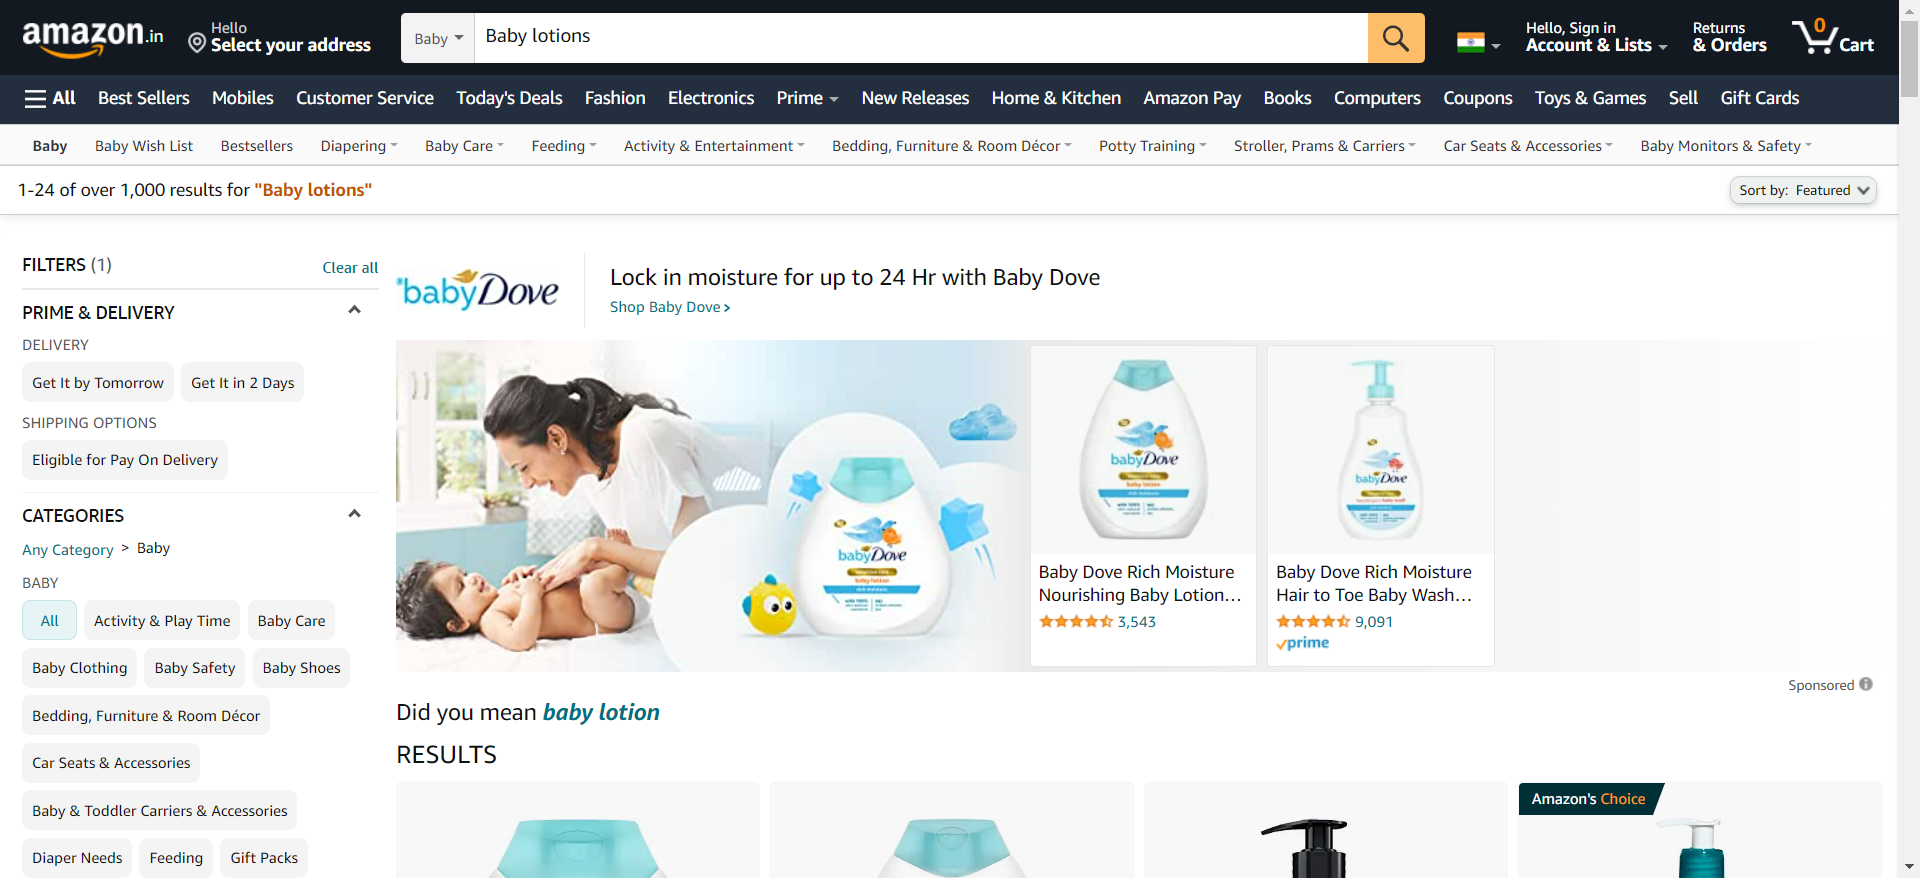 amazon.in
Hello
Select your address
Baby
Baby lotions
Hello, Sign in
Account & Lists
Returns
& Orders
0
Cart
All Best Sellers Mobiles Customer Service Today's Deals Fashion Electronics Prime New Releases Home & Kitchen Amazon Pay Books Computers Coupons Toys & Games Sell Gift Cards
Baby Baby Wish List Bestsellers Diapering Baby Care Feeding Activity & Entertainment Bedding, Furniture & Room Décor Potty Training Stroller, Prams & Carriers Car Seats & Accessories Baby Monitors & Safety
1-24 of over 1,000 results for "Baby lotions"
Sort by: Featured
FILTERS (1)
Clear all
PRIME & DELIVERY
DELIVERY
Get It by Tomorrow Get It in 2 Days
SHIPPING OPTIONS
Eligible for Pay On Delivery
CATEGORIES
Any Category > Baby
BABY
All Activity & Play Time Baby Care
Baby Clothing Baby Safety Baby Shoes
Bedding, Furniture & Room Décor
Car Seats & Accessories
Baby & Toddler Carriers & Accessories
Diaper Needs Feeding Gift Packs
baby Dove
Lock in moisture for up to 24 Hr with Baby Dove
Shop Baby Dove >
baby Dove
baby lotion
baby Dove
baby lotion
Baby Dove Rich Moisture
Nourishing Baby Lotion...
3,543
baby Dove
Baby Dove Rich Moisture
Hair to Toe Baby Wash...
9,091
prime
Sponsored
Did you mean baby lotion
RESULTS
Amazon's Choice